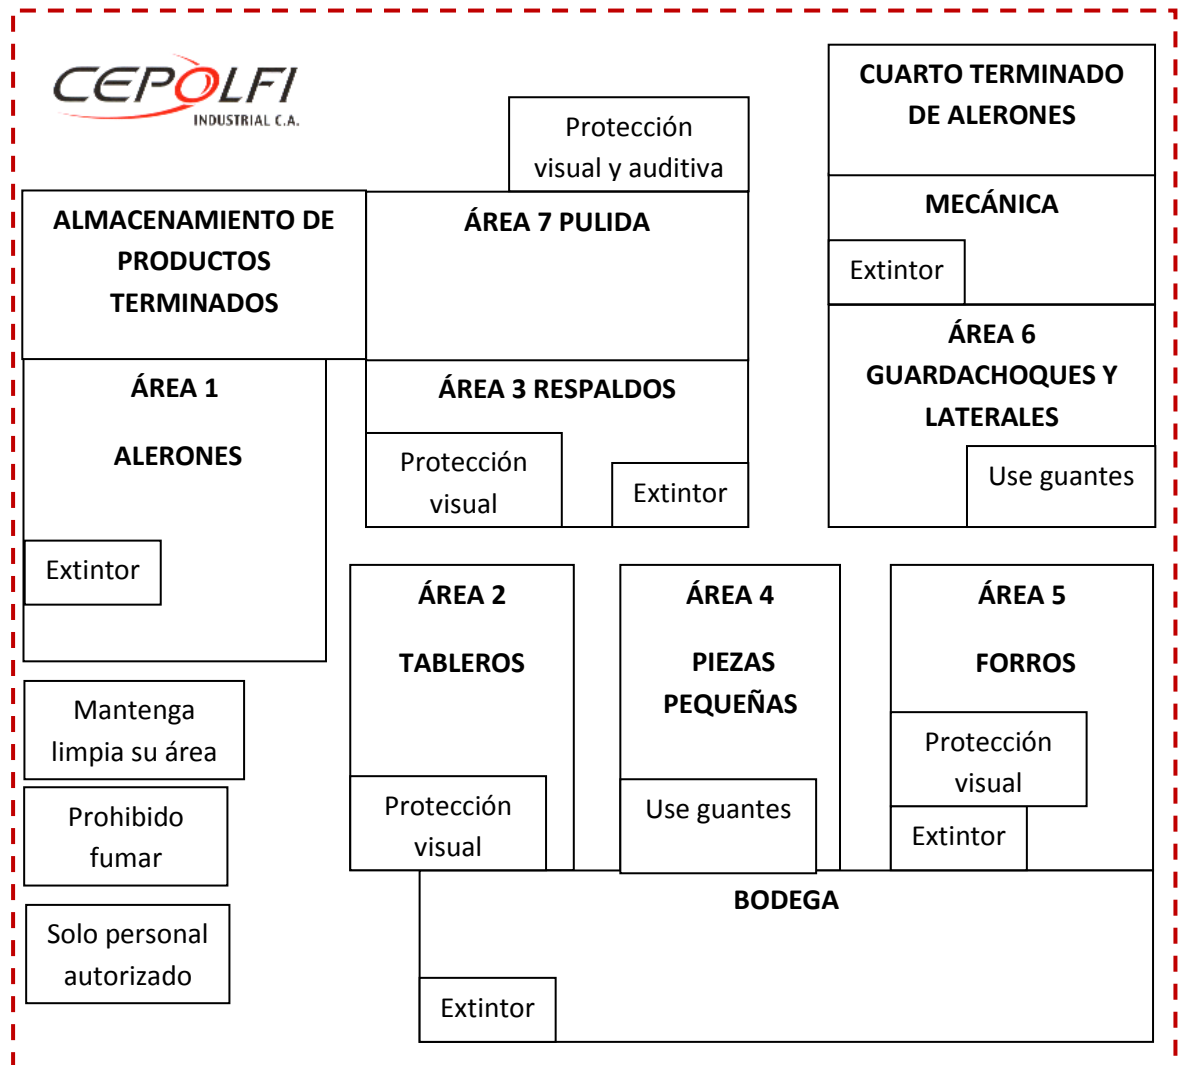 CEPÒLFI
INDUSTRIAL C.A.
CUARTO TERMINADO
DE ALERONES
Protección
visual y auditiva
MECÁNICA
Extintor
ALMACENAMIENTO DE
PRODUCTOS
TERMINADOS
ÁREA 7 PULIDA
ÁREA 6
GUARDACHOQUES Y
LATERALES
Use guantes
ÁREA 1
ALERONES
Extintor
ÁREA 3 RESPALDOS
Protección
visual
Extintor
ÁREA 2
TABLEROS
Protección
visual
ÁREA 4
PIEZAS
PEQUEÑAS
Use guantes
ÁREA 5
FORROS
Protección
visual
Extintor
Mantenga
limpia su área
Prohibido
fumar
Solo personal
autorizado
BODEGA
Extintor